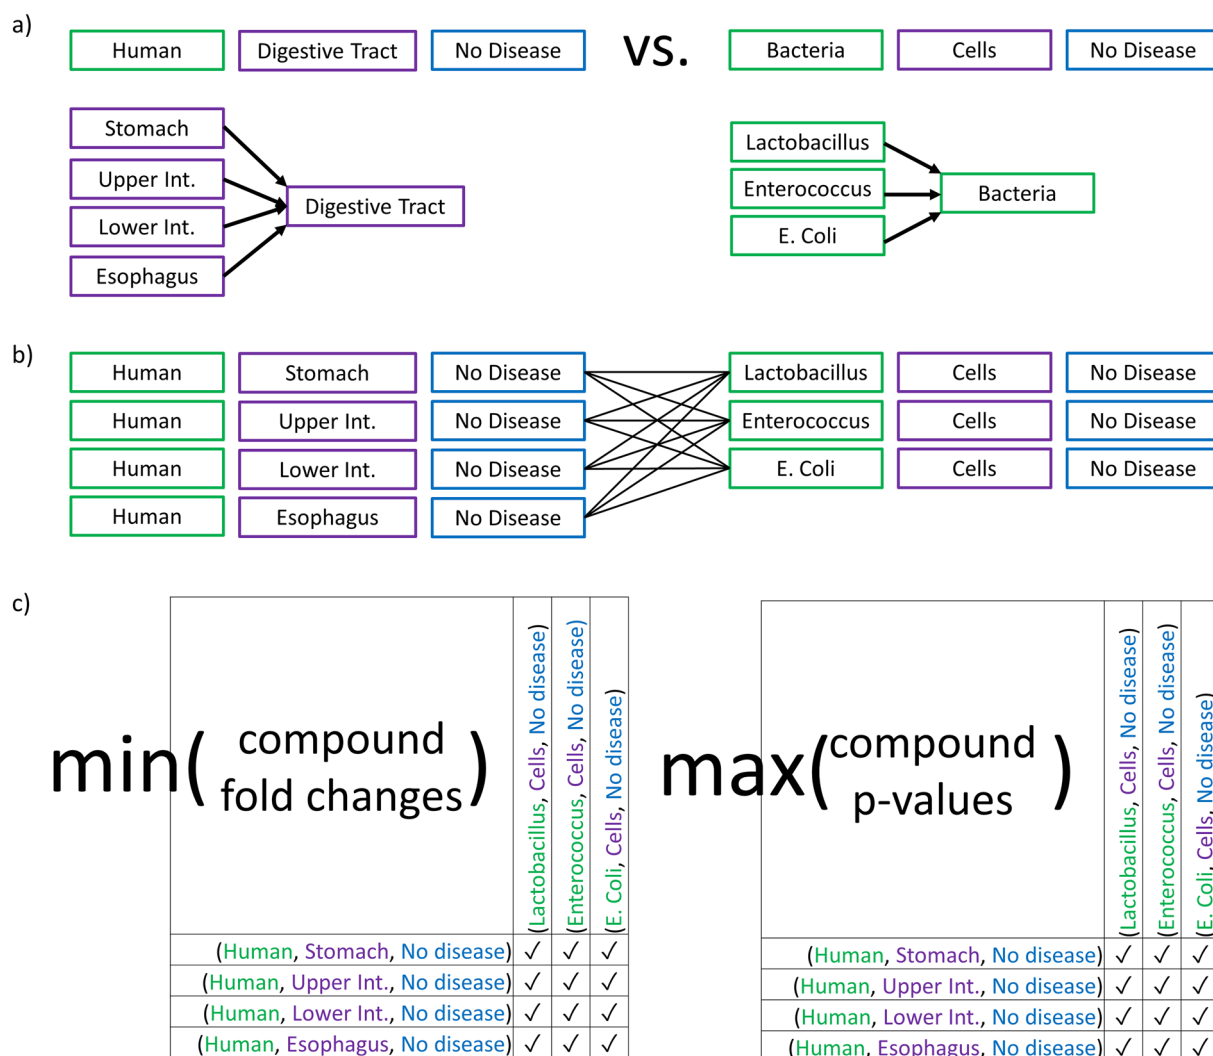 a)
Human Digestive Tract No Disease vs. Bacteria Cells No Disease
Stomach
Upper Int.
Lower Int.
Esophagus
Digestive Tract
Lactobacillus
Enterococcus
E. Coli
Bacteria
b)
Human Stomach No Disease Lactobacillus Cells No Disease
Human Upper Int. No Disease Enterococcus Cells No Disease
Human Lower Int. No Disease E. Coli Cells No Disease
Human Esophagus No Disease
c)
min( compound fold changes )
(Lactobacillus, Cells, No disease)
(Enterococcus, Cells, No disease)
(E. Coli, Cells, No disease)
(Human, Stomach, No disease) ✓ ✓ ✓
(Human, Upper Int., No disease) ✓ ✓ ✓
(Human, Lower Int., No disease) ✓ ✓ ✓
(Human, Esophagus, No disease) ✓ ✓ ✓
max( compound p-values )
(Lactobacillus, Cells, No disease)
(Enterococcus, Cells, No disease)
(E. Coli, Cells, No disease)
(Human, Stomach, No disease) ✓ ✓ ✓
(Human, Upper Int., No disease) ✓ ✓ ✓
(Human, Lower Int., No disease) ✓ ✓ ✓
(Human, Esophagus, No disease) ✓ ✓ ✓